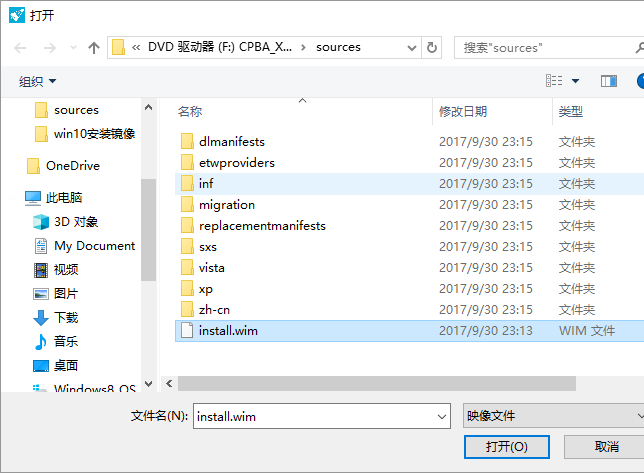 打开
« DVD 驱动器 (F:) CPBA_X... › sources
搜索"sources"
组织
sources
win10安装镜像
OneDrive
此电脑
3D 对象
My Document
视频
图片
下载
音乐
桌面
Windows8_OS
名称 修改日期 类型
dlmanifests 2017/9/30 23:15 文件夹
etwproviders 2017/9/30 23:15 文件夹
inf 2017/9/30 23:15 文件夹
migration 2017/9/30 23:15 文件夹
replacementmanifests 2017/9/30 23:15 文件夹
sxs 2017/9/30 23:15 文件夹
vista 2017/9/30 23:15 文件夹
xp 2017/9/30 23:15 文件夹
zh-cn 2017/9/30 23:15 文件夹
install.wim 2017/9/30 23:13 WIM 文件
文件名(N): install.wim 映像文件
打开(O) 取消